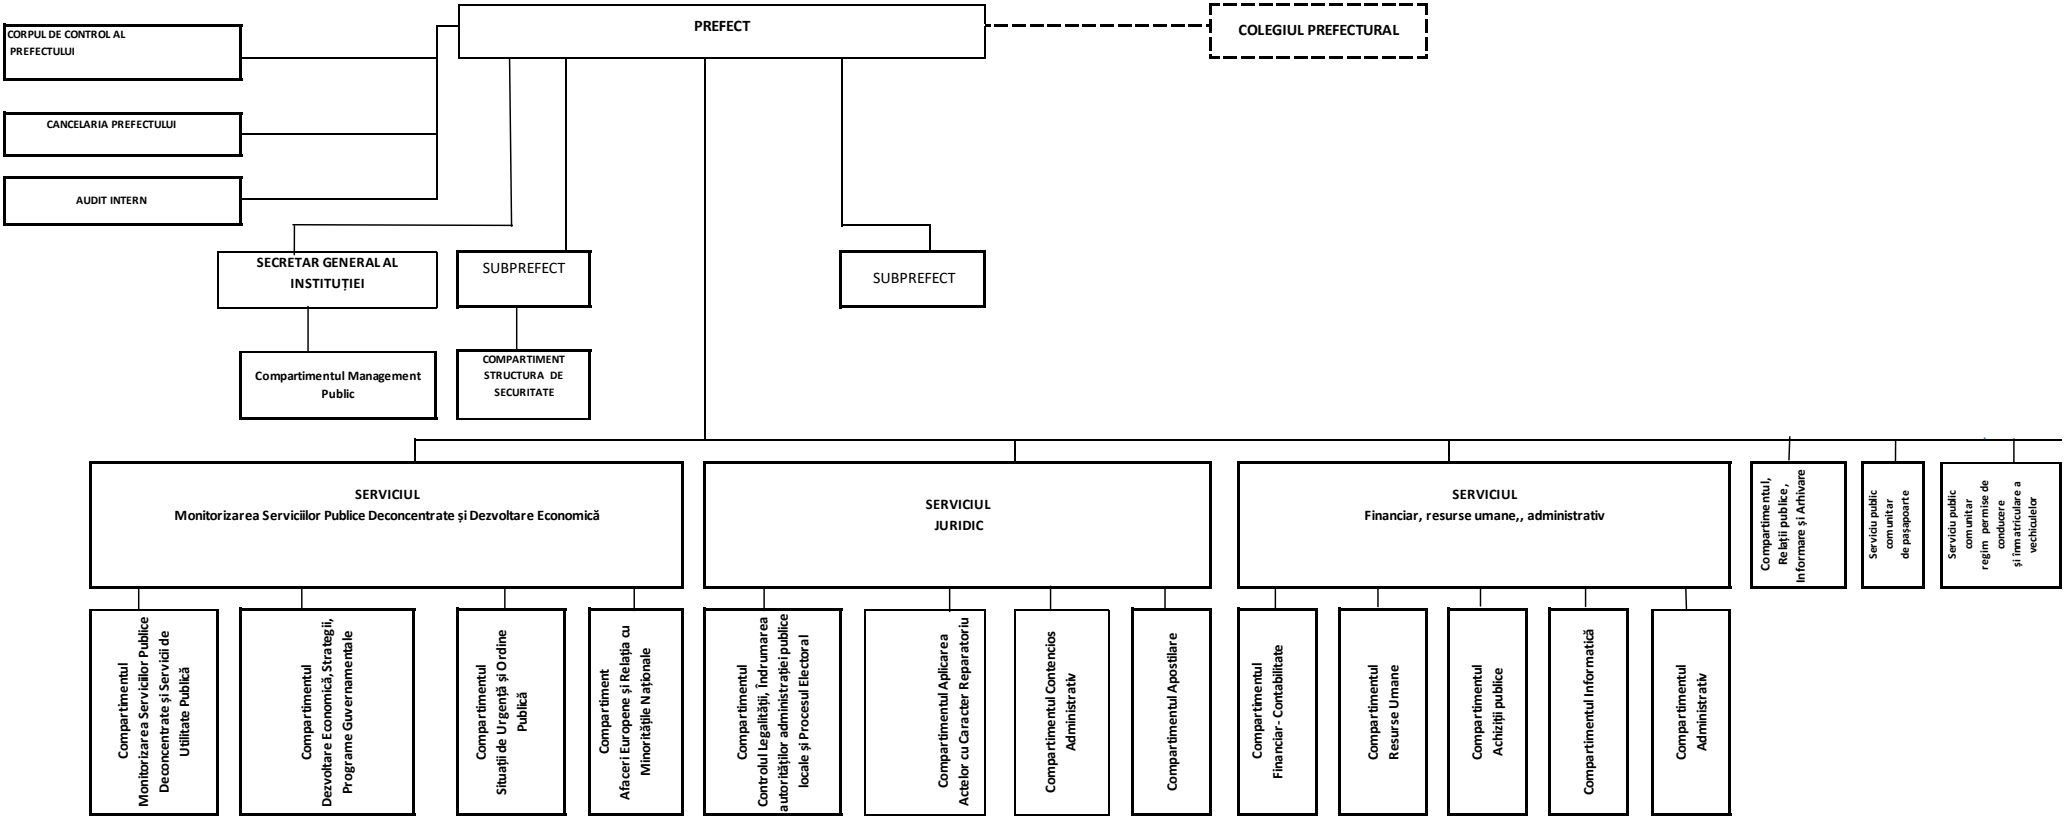 PREFECT
COLEGIUL PREFECTURAL
CORPUL DE CONTROL AL
PREFECTULUI
CANCELARIA PREFECTULUI
AUDIT INTERN
SECRETAR GENERAL AL
INSTITUȚIEI
SUBPREFECT
SUBPREFECT
Compartimentul Management
Public
COMPARTIMENT
STRUCTURA DE
SECURITATE
SERVICIUL
Monitorizarea Serviciilor Publice Deconcentrate și Dezvoltare Economică
SERVICIUL
JURIDIC
SERVICIUL
Financiar, resurse umane,, administrativ
Compartimentul,
Relații publice,
Informare și Arhivare
Serviciu public
comunitar
de pașapoarte
Serviciu public
comunitar
regim permise de
conducere
și înmatriculare a
vechiculelor
Compartimentul
Monitorizarea Serviciilor Publice
Deconcentrate și Servicii de
Utilitate Publică
Compartimentul
Dezvoltare Economică, Strategii,
Programe Guvernamentale
Compartimentul
Situații de Urgență și Ordine
Publică
Compartiment
Afaceri Europene și Relația cu
Minoritățile Naționale
Compartimentul
Controlul Legalității, Îndrumarea
autorităților administrației publice
locale și Procesul Electoral
Compartimentul Aplicarea
Actelor cu Caracter Reparatoriu
Compartimentul Contencios
Administrativ
Compartimentul Apostilare
Compartimentul
Financiar- Contabilitate
Compartimentul
Resurse Umane
Compartimentul
Achiziții publice
Compartimentul Informatică
Compartimentul
Administrativ